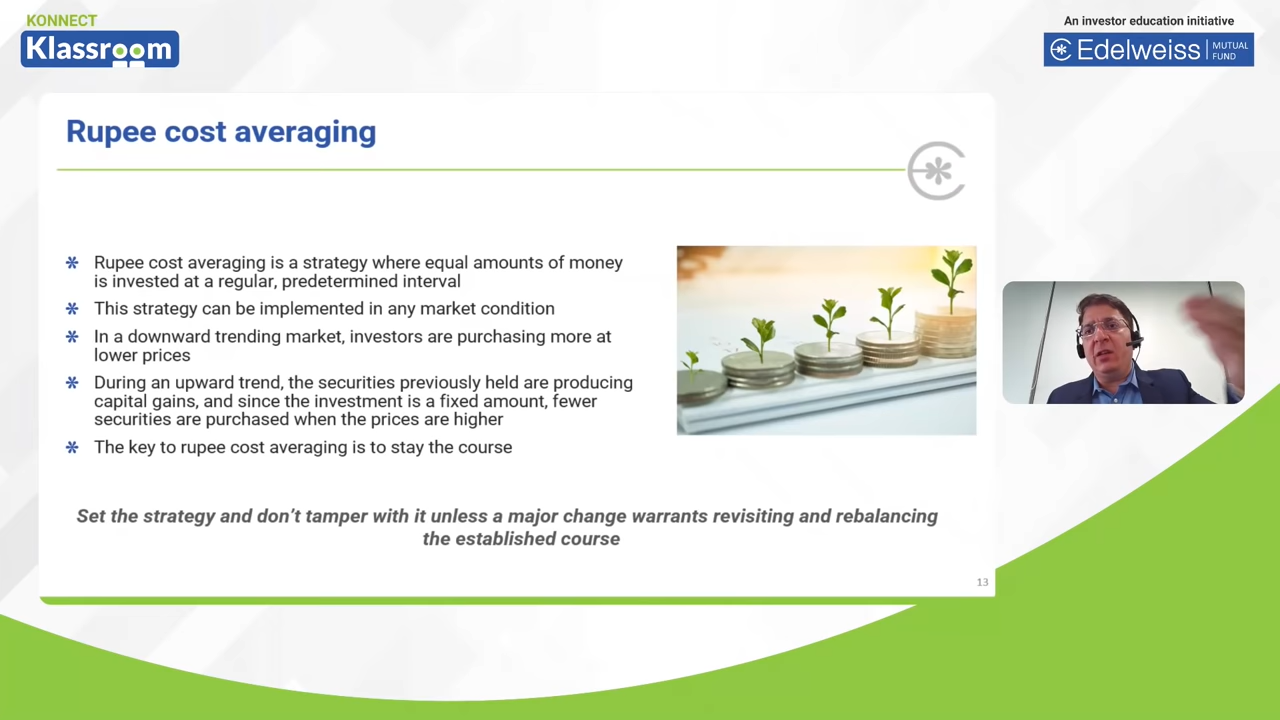 KONNECT
Klassroom
An investor education initiative
Edelweiss MUTUAL
FUND
Rupee cost averaging
Rupee cost averaging is a strategy where equal amounts of money
is invested at a regular, predetermined interval
This strategy can be implemented in any market condition
In a downward trending market, investors are purchasing more at
lower prices
During an upward trend, the securities previously held are producing
capital gains, and since the investment is a fixed amount, fewer
securities are purchased when the prices are higher
The key to rupee cost averaging is to stay the course
Set the strategy and don't tamper with it unless a major change warrants revisiting and rebalancing
the established course
13